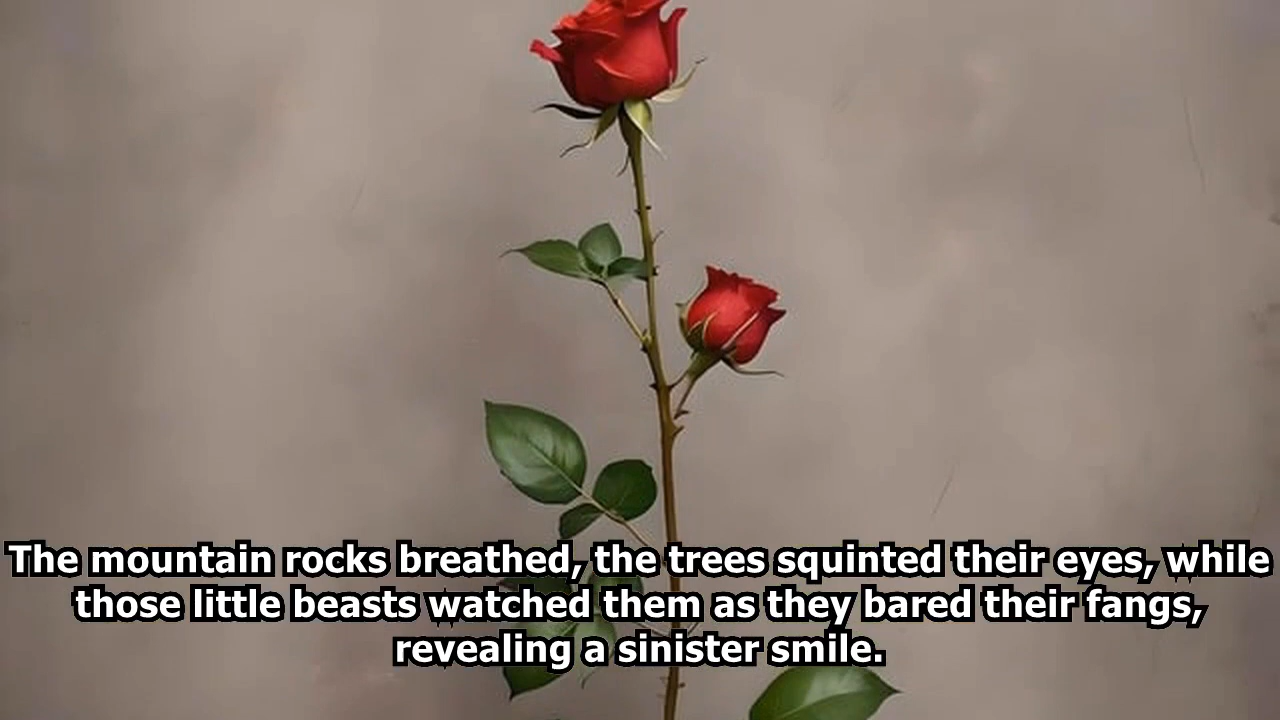 The mountain rocks breathed, the trees squinted their eyes, while
those little beasts watched them as they bared their fangs,
revealing a sinister smile.